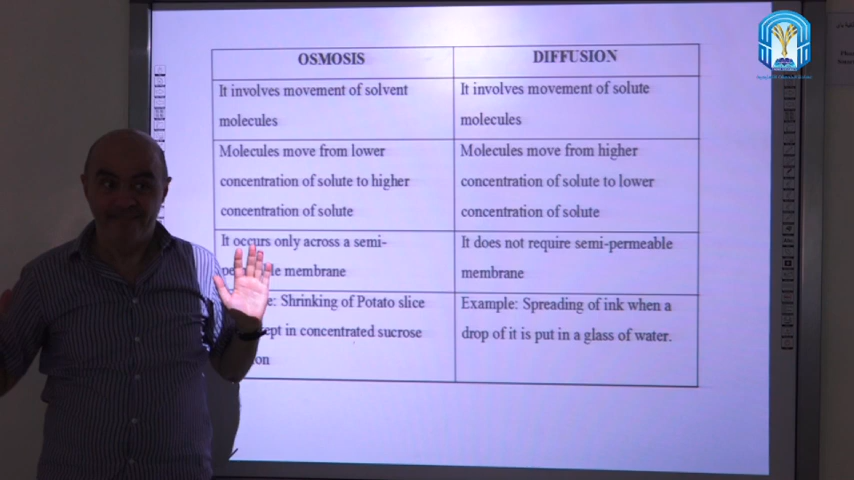 OSMOSIS
DIFFUSION
It involves movement of solvent
molecules
It involves movement of solute
molecules
Molecules move from lower
concentration of solute to higher
concentration of solute
Molecules move from higher
concentration of solute to lower
concentration of solute
It occurs only across a semi-
membrane
It does not require semi-permeable
membrane
Shrinking of Potato slice
in concentrated sucrose
Example: Spreading of ink when a
drop of it is put in a glass of water.